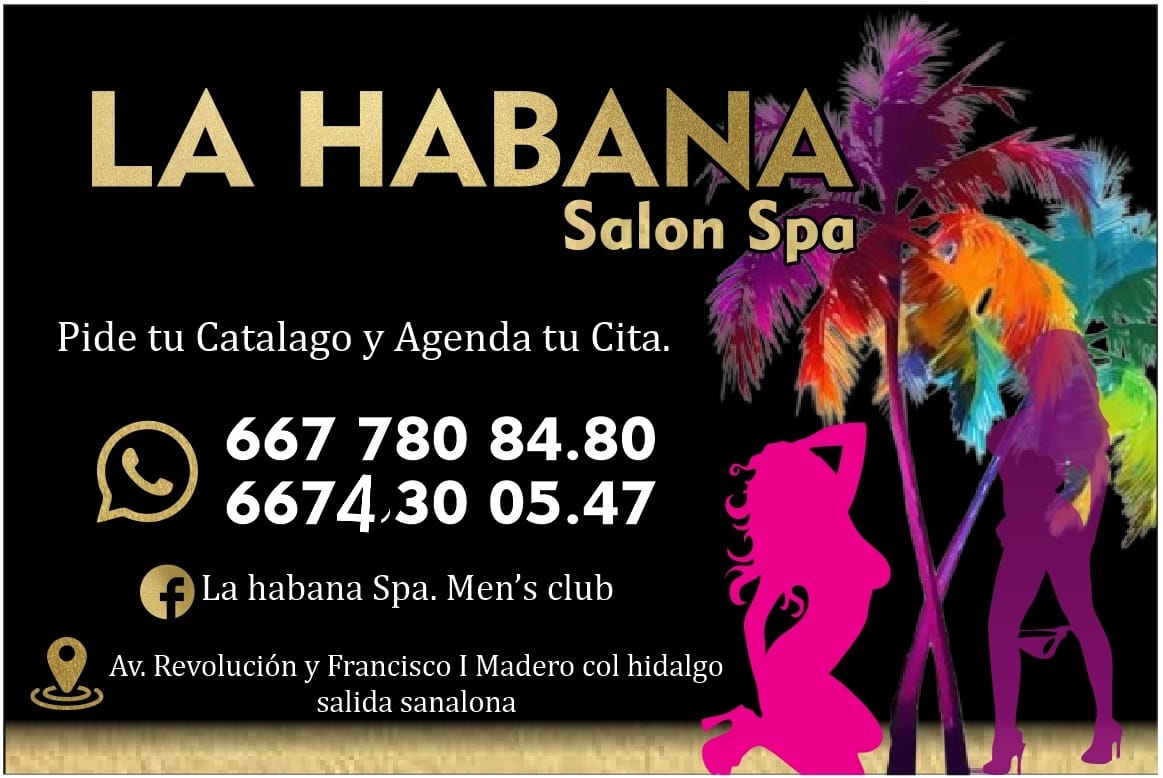 LA HABANA
Salon Spa
Pide tu Catalago y Agenda tu Cita.
667 780 84.80
6674,30 05.47
La habana Spa. Men’s club
Av. Revolución y Francisco I Madero col hidalgo
salida sanalona